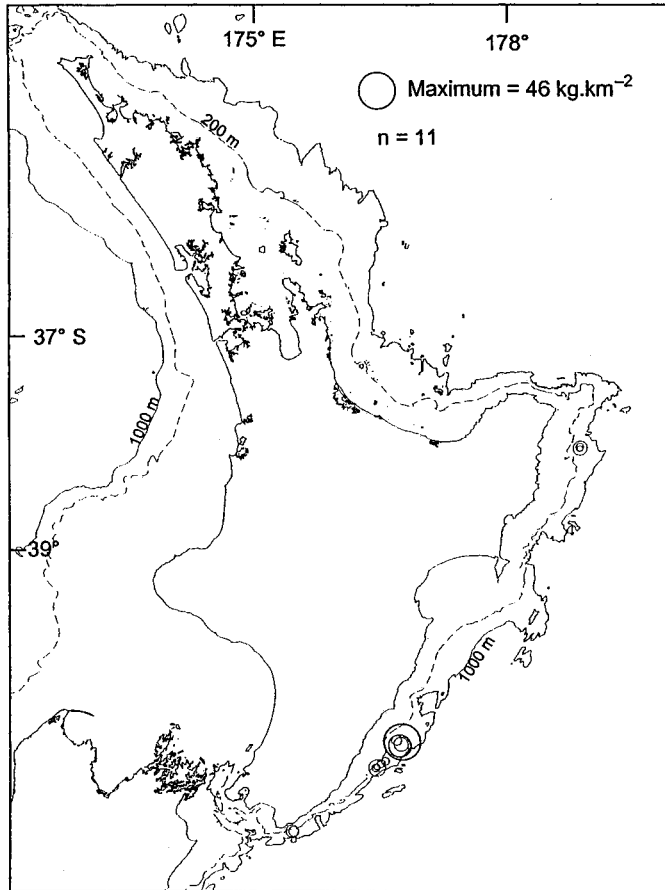 175° E
178°
Maximum = 46 kg.km⁻²
n = 11
200 m
37° S
1000 m
39°
1000 m